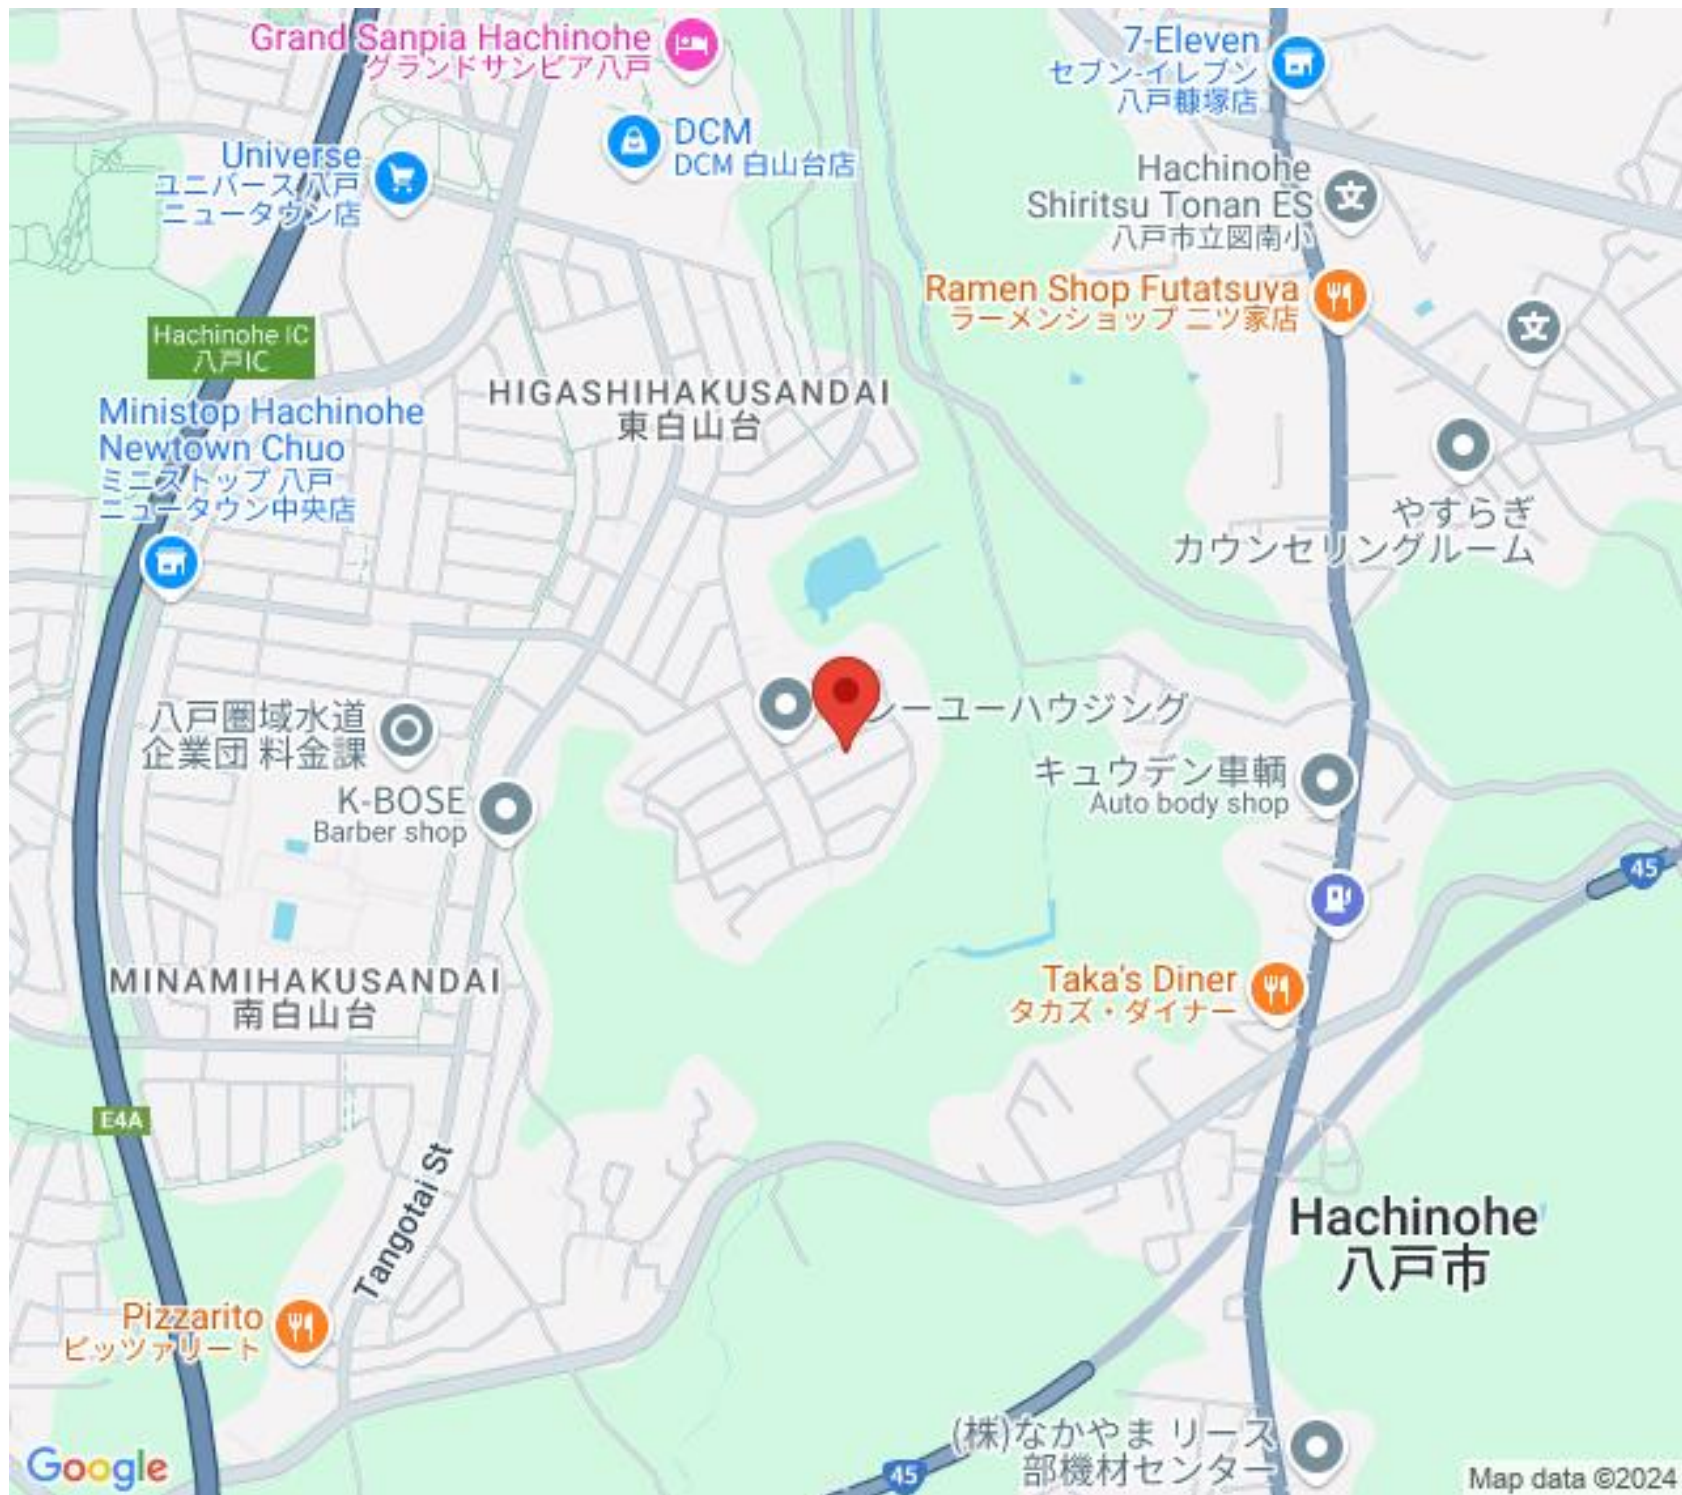 Grand Sanpia Hachinohe
グランドサンピア八戸
7-Eleven
セブン-イレブン
八戸糠塚店
DCM
DCM 白山台店
Universe
ユニバース 八戸
ニュータウン店
Hachinohe
Shiritsu Tonan ES
八戸市立図南小
Ramen Shop Futatsuya
ラーメンショップ 二ツ家店
Hachinohe IC
八戸IC
HIGASHIHAKUSANDAI
東白山台
Ministop Hachinohe
Newtown Chuo
ミニストップ 八戸
ニュータウン中央店
やすらぎ
カウンセリングルーム
八戸圏域水道
企業団 料金課
シーユーハウジング
K-BOSE
Barber shop
キュウデン車輌
Auto body shop
45
MINAMIHAKUSANDAI
南白山台
Taka's Diner
タカズ・ダイナー
E4A
Tangotai St
Hachinohe
八戸市
Pizzarito
ピッツァリート
(株)なかやま リース
部機材センター
45
Google
Map data ©2024